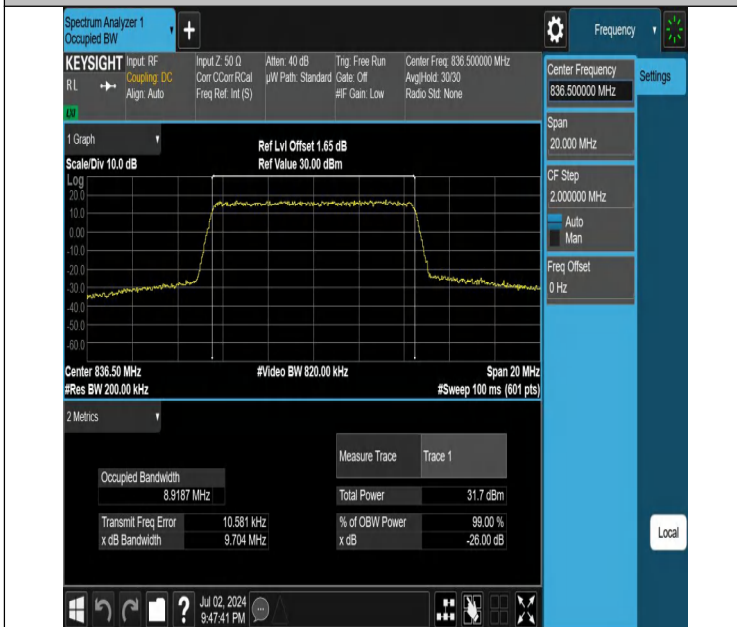 Spectrum Analyzer 1
Occupied BW
Frequency
KEYSIGHT
RL
LXI
Input: RF
Coupling: DC
Align: Auto
Input Z: 50 Ω
Corr CCorr RCal
Freq Ref: Int (S)
Atten: 40 dB
µW Path: Standard
Trig: Free Run
Gate: Off
#IF Gain: Low
Center Freq: 836.500000 MHz
Avg|Hold: 30/30
Radio Std: None
Center Frequency
836.500000 MHz
Settings
Span
20.000 MHz
CF Step
2.000000 MHz
Auto
Man
Freq Offset
0 Hz
1 Graph
Scale/Div 10.0 dB
Ref Lvl Offset 1.65 dB
Ref Value 30.00 dBm
Log
20.0
10.0
0.00
-10.0
-20.0
-30.0
-40.0
-50.0
-60.0
Center 836.50 MHz
#Video BW 820.00 kHz
Span 20 MHz
#Res BW 200.00 kHz
#Sweep 100 ms (601 pts)
2 Metrics
Measure Trace
Trace 1
Occupied Bandwidth
8.9187 MHz
Total Power
31.7 dBm
Transmit Freq Error
10.581 kHz
% of OBW Power
99.00 %
x dB Bandwidth
9.704 MHz
x dB
-26.00 dB
Local
?
Jul 02, 2024
9:47:41 PM